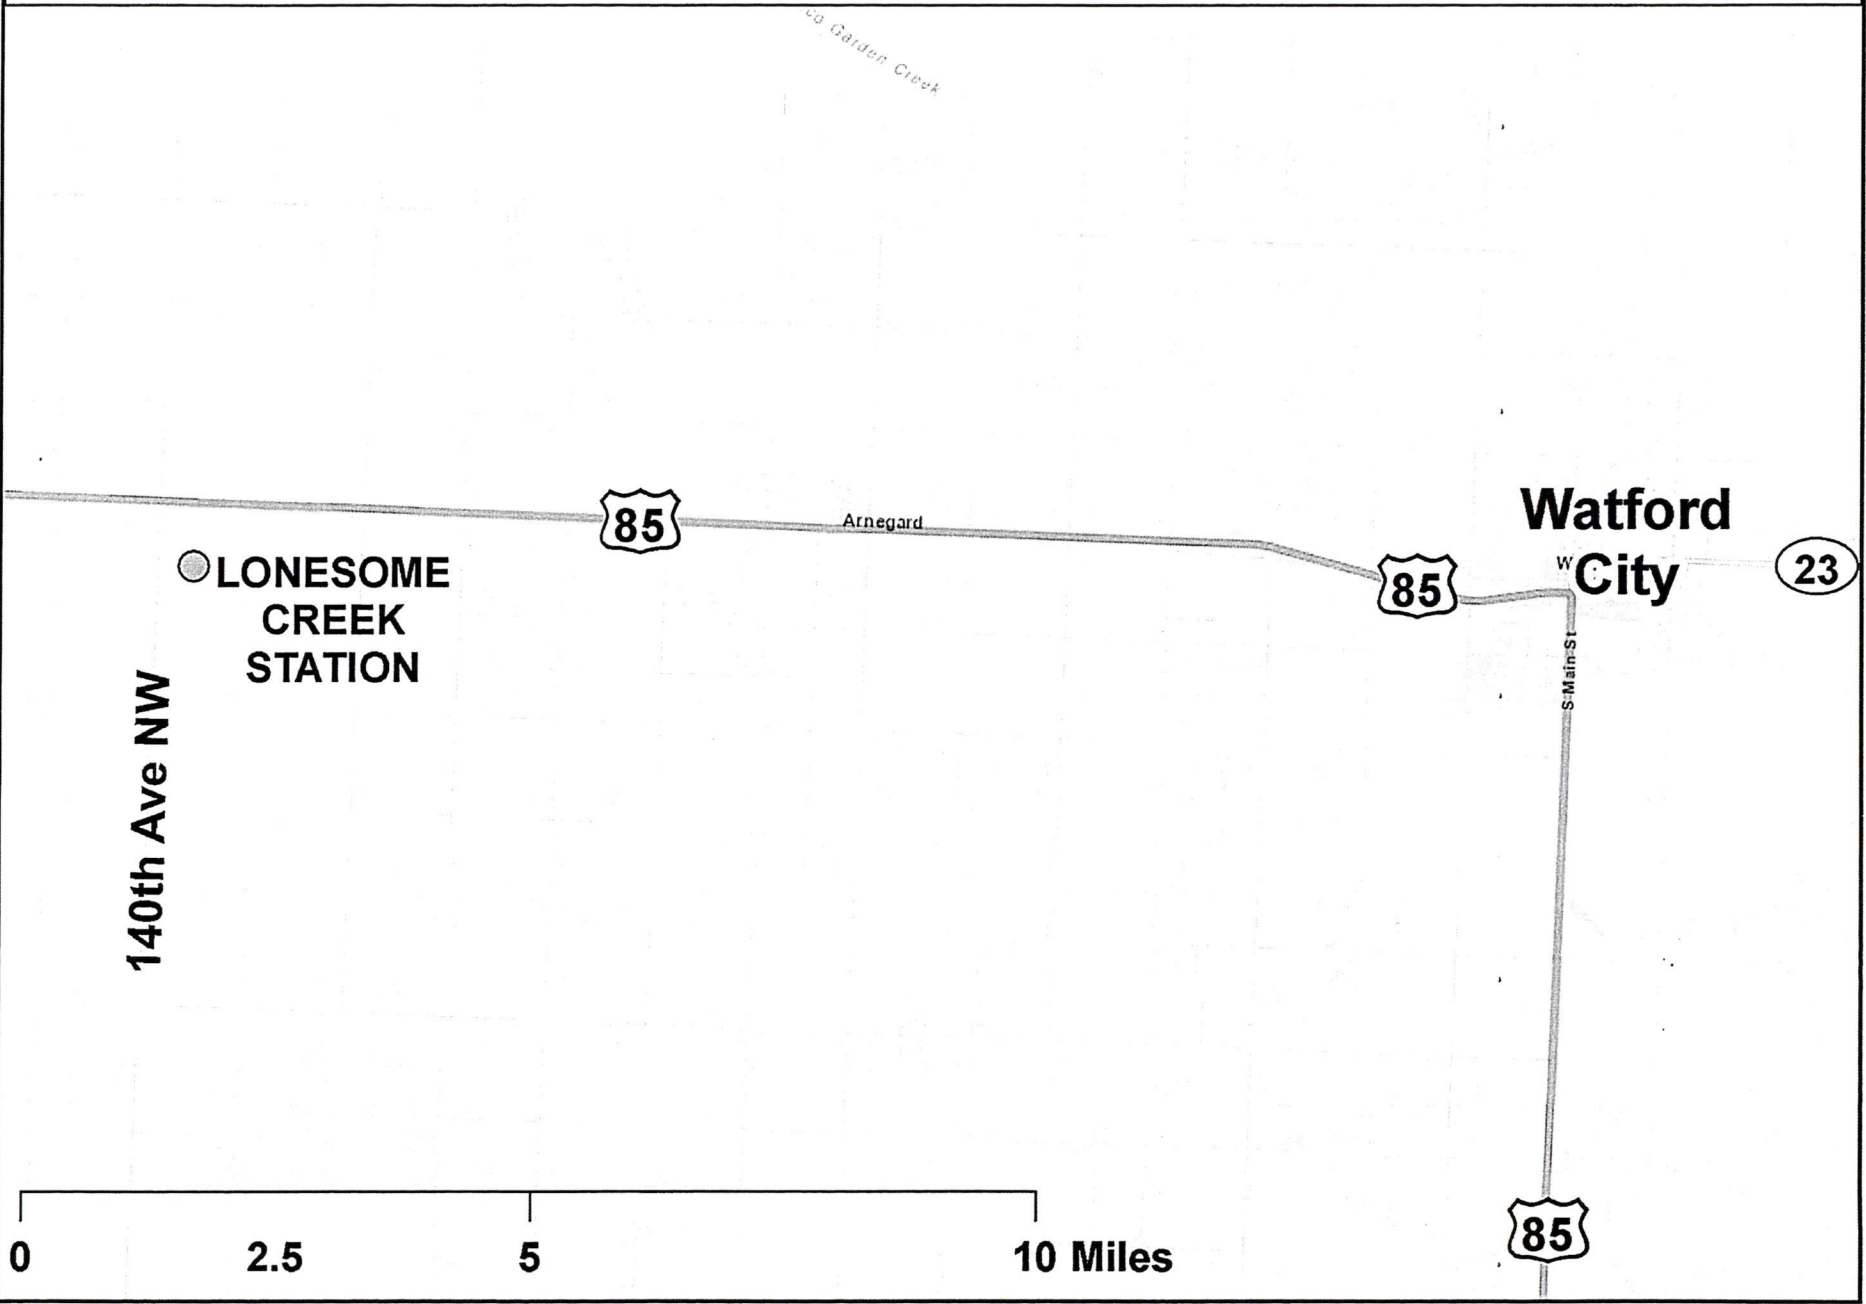 Garden Creek
85
Arnegard
Watford
City
W
23
85
LONESOME
CREEK
STATION
S Main St
140th Ave NW
85
0 2.5 5 10 Miles